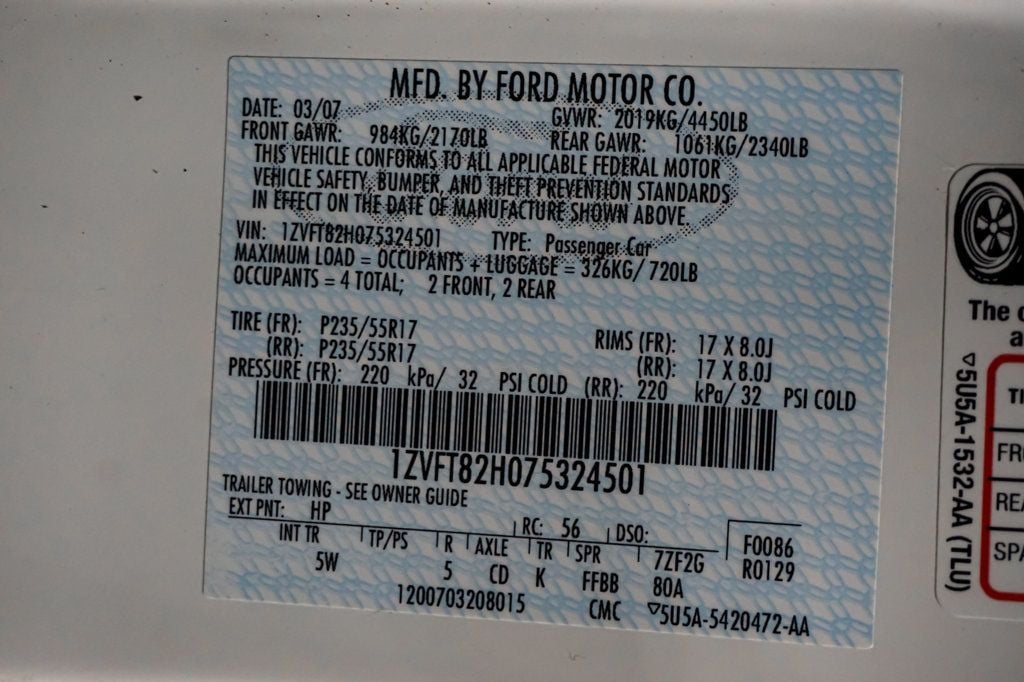 MFD. BY FORD MOTOR CO.
DATE: 03/07 GVWR: 2019KG/4450LB
FRONT GAWR: 984KG/2170LB REAR GAWR: 1061KG/2340LB
THIS VEHICLE CONFORMS TO ALL APPLICABLE FEDERAL MOTOR
VEHICLE SAFETY, BUMPER, AND THEFT PREVENTION STANDARDS
IN EFFECT ON THE DATE OF MANUFACTURE SHOWN ABOVE.
VIN: 1ZVFT82H075324501 TYPE: Passenger Car
MAXIMUM LOAD = OCCUPANTS + LUGGAGE = 326KG/ 720LB
OCCUPANTS = 4 TOTAL; 2 FRONT, 2 REAR
TIRE (FR): P235/55R17 RIMS (FR): 17 X 8.0J
(RR): P235/55R17 (RR): 17 X 8.0J
PRESSURE (FR): 220 kPa/ 32 PSI COLD (RR): 220 kPa/ 32 PSI COLD
1ZVFT82H075324501
TRAILER TOWING - SEE OWNER GUIDE
EXT PNT: HP RC: 56 DSO: F0086
INT TR TP/PS R AXLE TR SPR 7ZF2G R0129
5W 5 CD K FFBB 80A
1200703208015 CMC ▽5U5A-5420472-AA
The
▽5U5A-1532-AA (TLU)